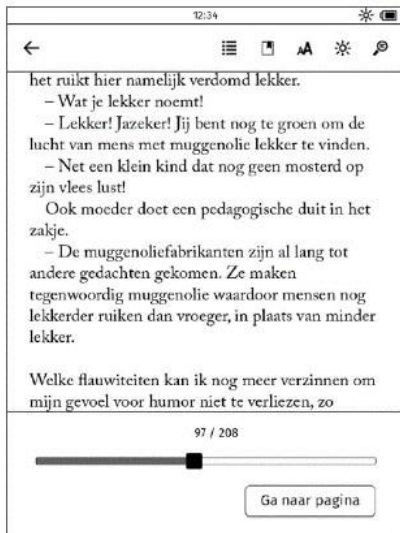 12:34
AA
het ruikt hier namelijk verdomd lekker.
– Wat je lekker noemt!
– Lekker! Jazeker! Jij bent nog te groen om de
lucht van mens met muggenolie lekker te vinden.
– Net een klein kind dat nog geen mosterd op
zijn vlees lust!
Ook moeder doet een pedagogische duit in het
zakje.
– De muggenoliefabrikanten zijn al lang tot
andere gedachten gekomen. Ze maken
tegenwoordig muggenolie waardoor mensen nog
lekkerder ruiken dan vroeger, in plaats van minder
lekker.
Welke flauwiteiten kan ik nog meer verzinnen om
mijn gevoel voor humor niet te verliezen, zo
97 / 208
Ga naar pagina